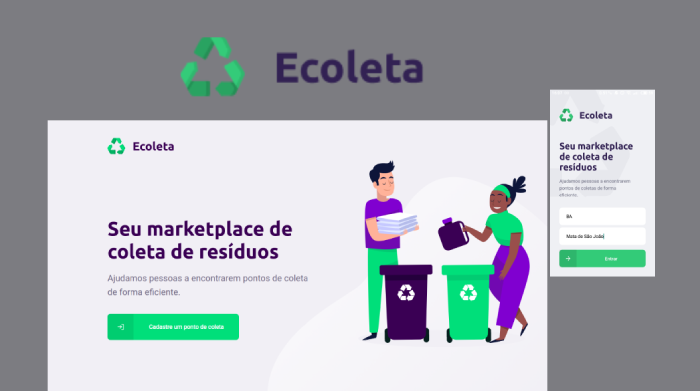 Ecoleta
Ecoleta
Seu marketplace de
coleta de resíduos
Ajudamos pessoas a encontrarem pontos de coleta
de forma eficiente.
Cadastre um ponto de coleta
Ecoleta
Seu marketplace
de coleta de
resíduos
Ajudamos pessoas a encontrarem
pontos de coletas de forma
eficiente.
BA
Mata de São João
Entrar